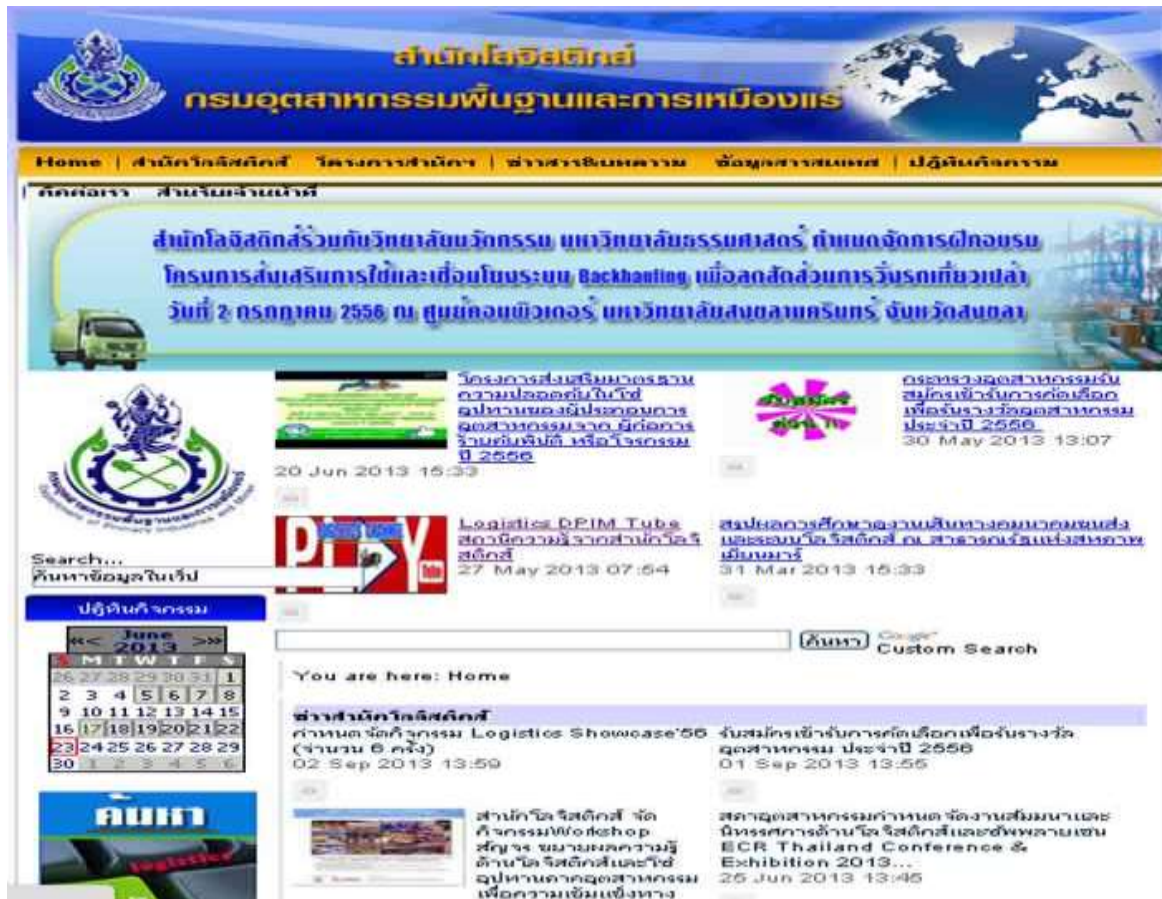 สำนักโลจิสติกส์
กรมอุตสาหกรรมพื้นฐานและการเหมืองแร่
Home | สำนักโลจิสติกส์ โครงการสำนักฯ | ข่าวสาร&บทความ ข้อมูลสารสนเทศ | ปฎิทินกิจกรรม
| ติดต่อเรา สำหรับเจ้าหน้าที่
สำนักโลจิสติกส์ร่วมกับวิทยาลัยนวัตกรรม มหาวิทยาลัยธรรมศาสตร์ กำหนดจัดการฝึกอบรม
โครงการส่งเสริมการใช้และเชื่อมโยงระบบ Backhauling เพื่อลดสัดส่วนการวิ่งรถเที่ยวเปล่า
วันที่ 2 กรกฎาคม 2556 ณ ศูนย์คอมพิวเตอร์ มหาวิทยาลัยสงขลานครินทร์ จังหวัดสงขลา
โครงการส่งเสริมมาตรฐาน
ความปลอดภัยในโซ่
อุปทานของผู้ประกอบการ
อุตสาหกรรมจาก ผู้ก่อการ
ร้ายภัยพิบัติ หรือโจรกรรม
ปี 2556
20 Jun 2013 15:33
กระทรวงอุตสาหกรรมรับ
สมัครเข้ารับการคัดเลือก
เพื่อรับรางวัลอุตสาหกรรม
ประจำปี 2556
30 May 2013 13:07
Logistics DPIM Tube
สถานีความรู้จากสำนักโลจิ
สติกส์
27 May 2013 07:54
สรุปผลการศึกษาดูงานเส้นทางคมนาคมขนส่ง
และระบบโลจิสติกส์ ณ สาธารณรัฐแห่งสหภาพ
เมียนมาร์
31 Mar 2013 15:33
Search...
ค้นหาข้อมูลในเว็ป
ปฎิทินกิจกรรม
«< June 2013 >»
S M T W T F S
26 27 28 29 30 31 1
2 3 4 5 6 7 8
9 10 11 12 13 14 15
16 17 18 19 20 21 22
23 24 25 26 27 28 29
30 1 2 3 4 5 6
ค้นหา
logistics
ค้นหา Google Custom Search
You are here: Home
ข่าวสำนักโลจิสติกส์
กำหนดจัดกิจกรรม Logistics Showcase'56
(จำนวน 6 ครั้ง)
02 Sep 2013 13:59
รับสมัครเข้ารับการคัดเลือกเพื่อรับรางวัล
อุตสาหกรรม ประจำปี 2556
01 Sep 2013 13:55
สำนักโลจิสติกส์ จัด
กิจกรรมWorkshop
สัญจร ขยายผลความรู้
ด้านโลจิสติกส์และโซ่
อุปทานภาคอุตสาหกรรม
เพื่อความเข้มแข็งทาง
สภาอุตสาหกรรมกำหนดจัดงานสัมมนาและ
นิทรรศการด้านโลจิสติกส์และซัพพลายเชน
ECR Thailand Conference &
Exhibition 2013...
25 Jun 2013 13:45